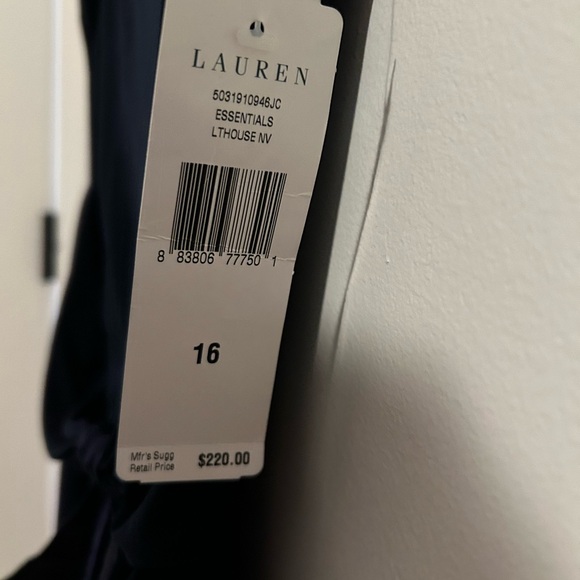 LAUREN
5031910946JC
ESSENTIALS
LTHOUSE NV
8 83806 77750 1
16
Mfr's Sugg
Retail Price $220.00